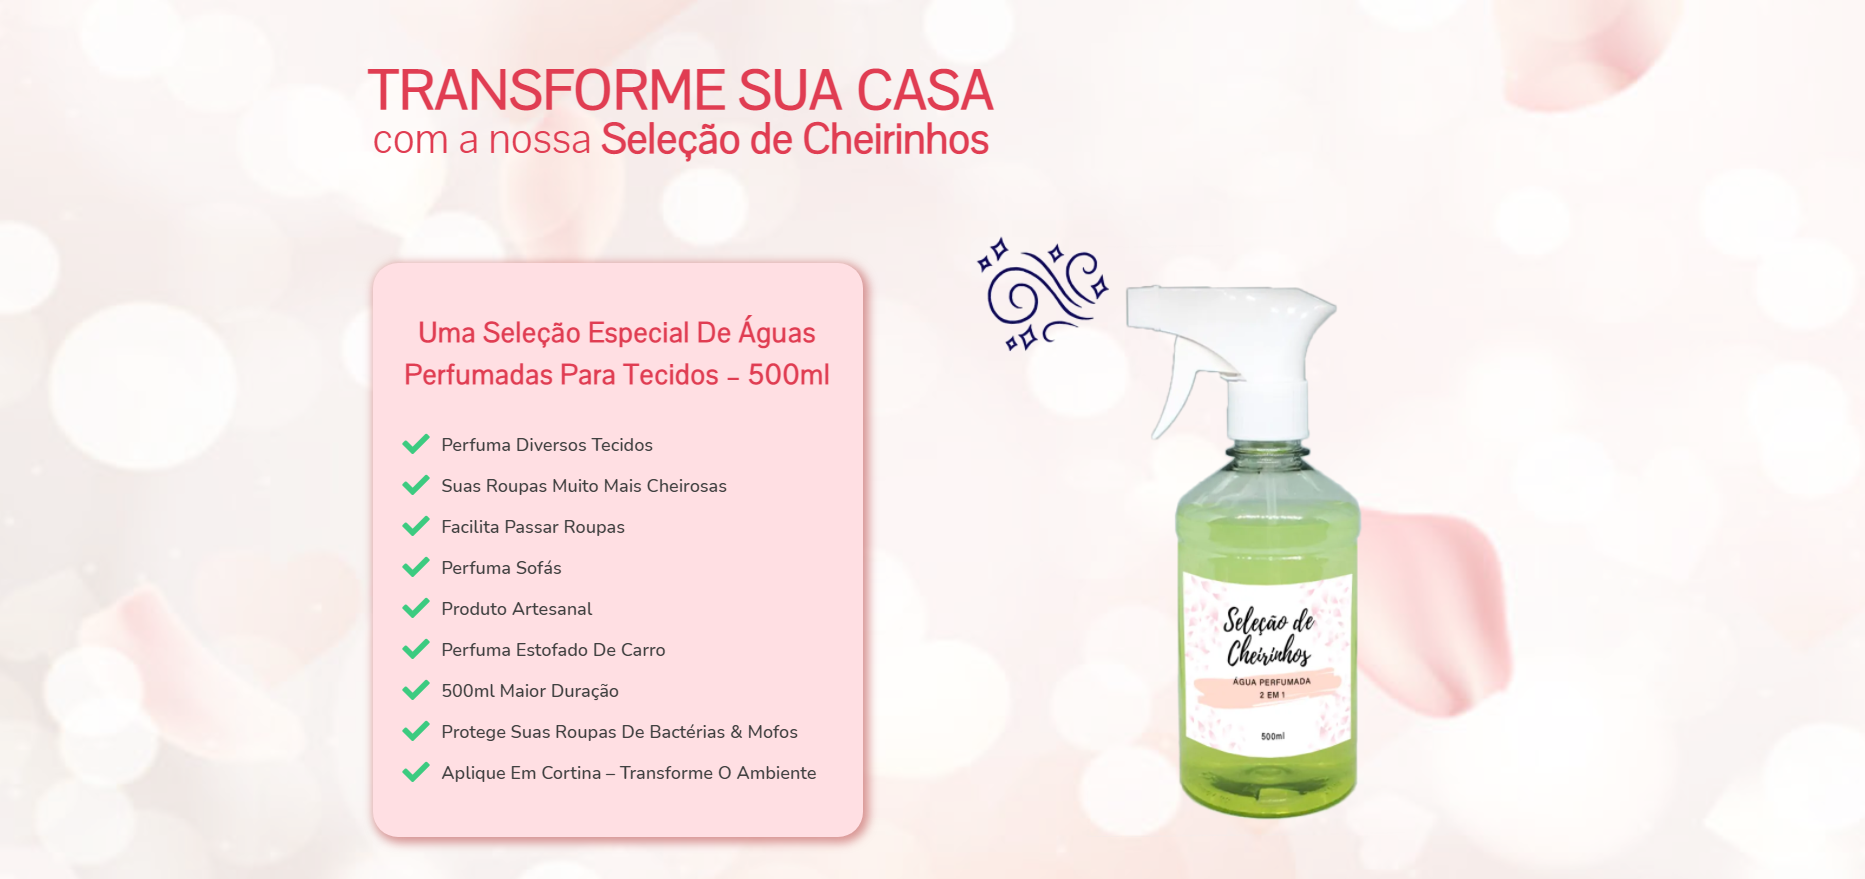 TRANSFORME SUA CASA
com a nossa Seleção de Cheirinhos
Uma Seleção Especial De Águas
Perfumadas Para Tecidos – 500ml
Perfuma Diversos Tecidos
Suas Roupas Muito Mais Cheirosas
Facilita Passar Roupas
Perfuma Sofás
Produto Artesanal
Perfuma Estofado De Carro
500ml Maior Duração
Protege Suas Roupas De Bactérias & Mofos
Aplique Em Cortina – Transforme O Ambiente
Seleção de
Cheirinhos
ÁGUA PERFUMADA
2 EM 1
500ml